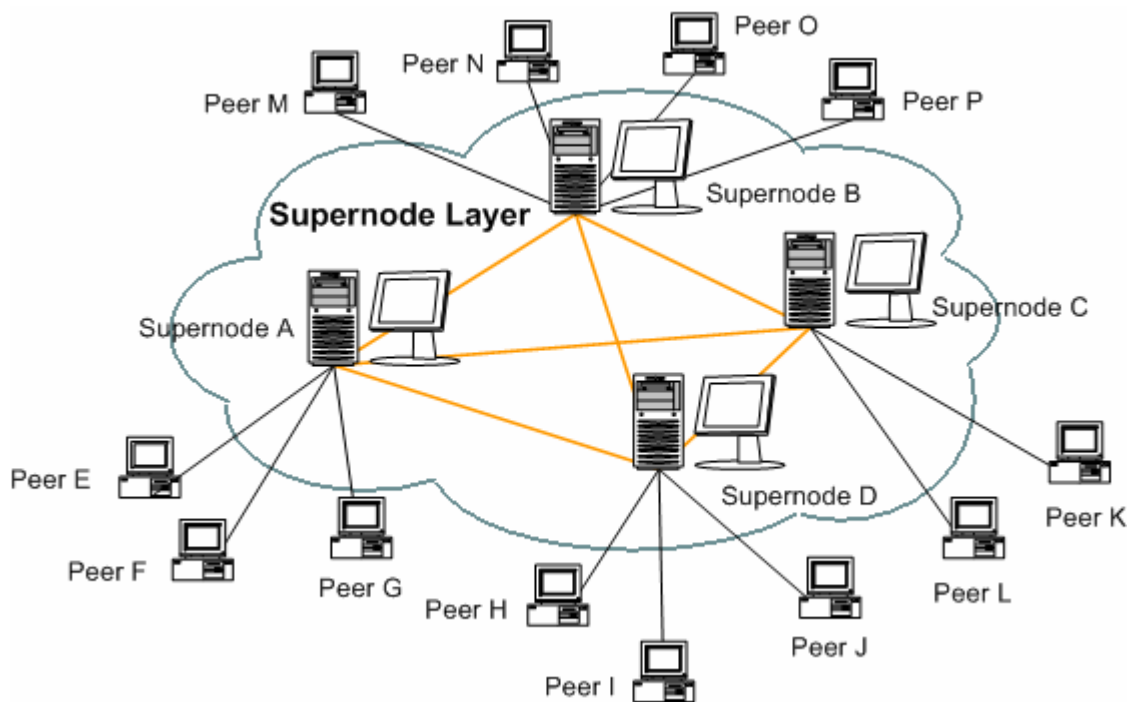 Peer O
Peer N
Peer M
Peer P
Supernode B
Supernode Layer
Supernode C
Supernode A
Peer E
Supernode D
Peer K
Peer F
Peer G
Peer L
Peer H
Peer J
Peer I